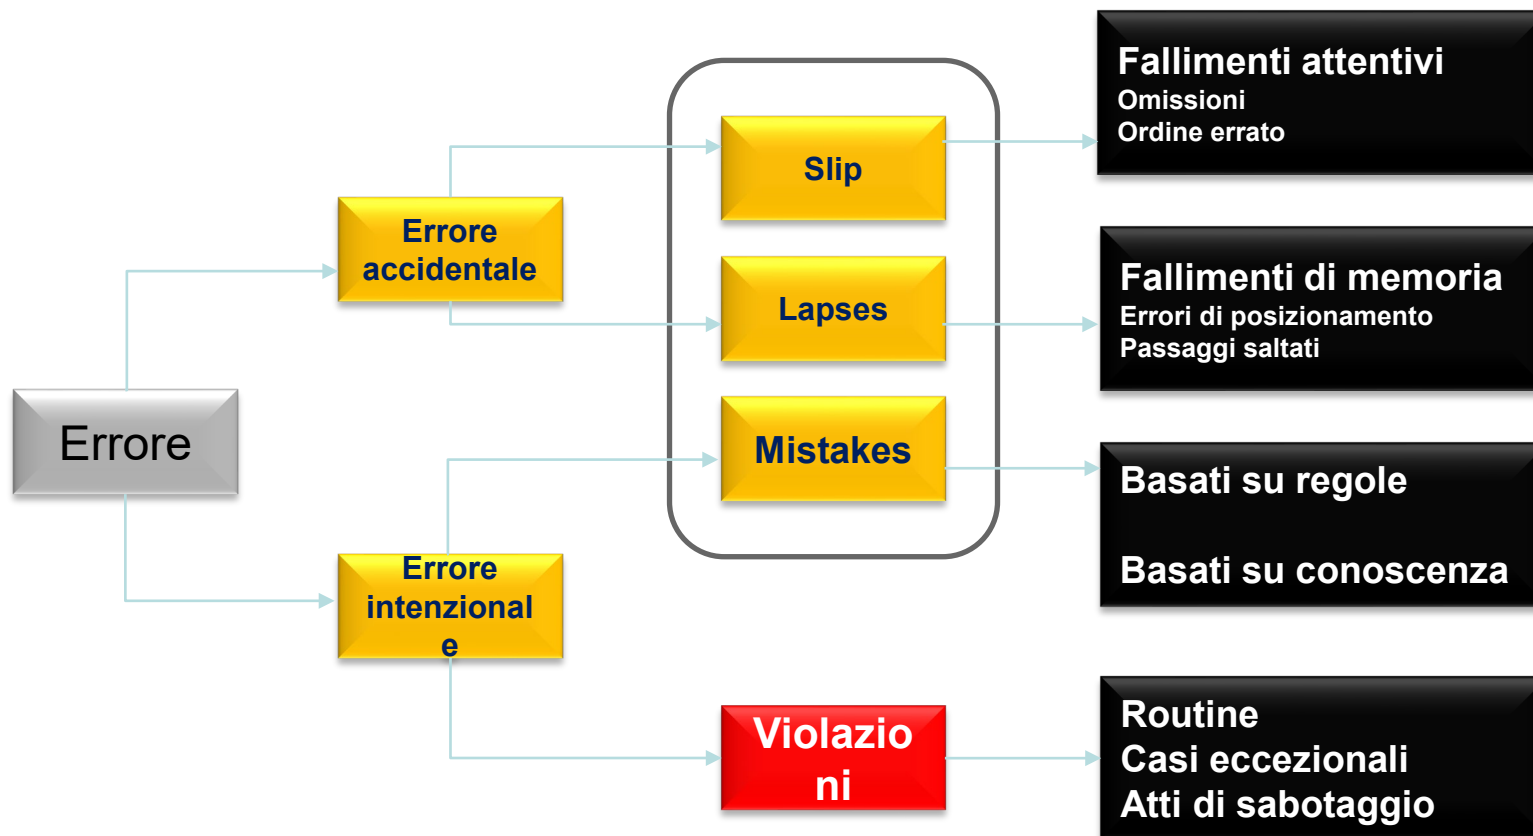 Errore
Errore
accidentale
Errore
intenzional
e
Slip
Lapses
Mistakes
Violazio
ni
Fallimenti attentivi
Omissioni
Ordine errato
Fallimenti di memoria
Errori di posizionamento
Passaggi saltati
Basati su regole
Basati su conoscenza
Routine
Casi eccezionali
Atti di sabotaggio